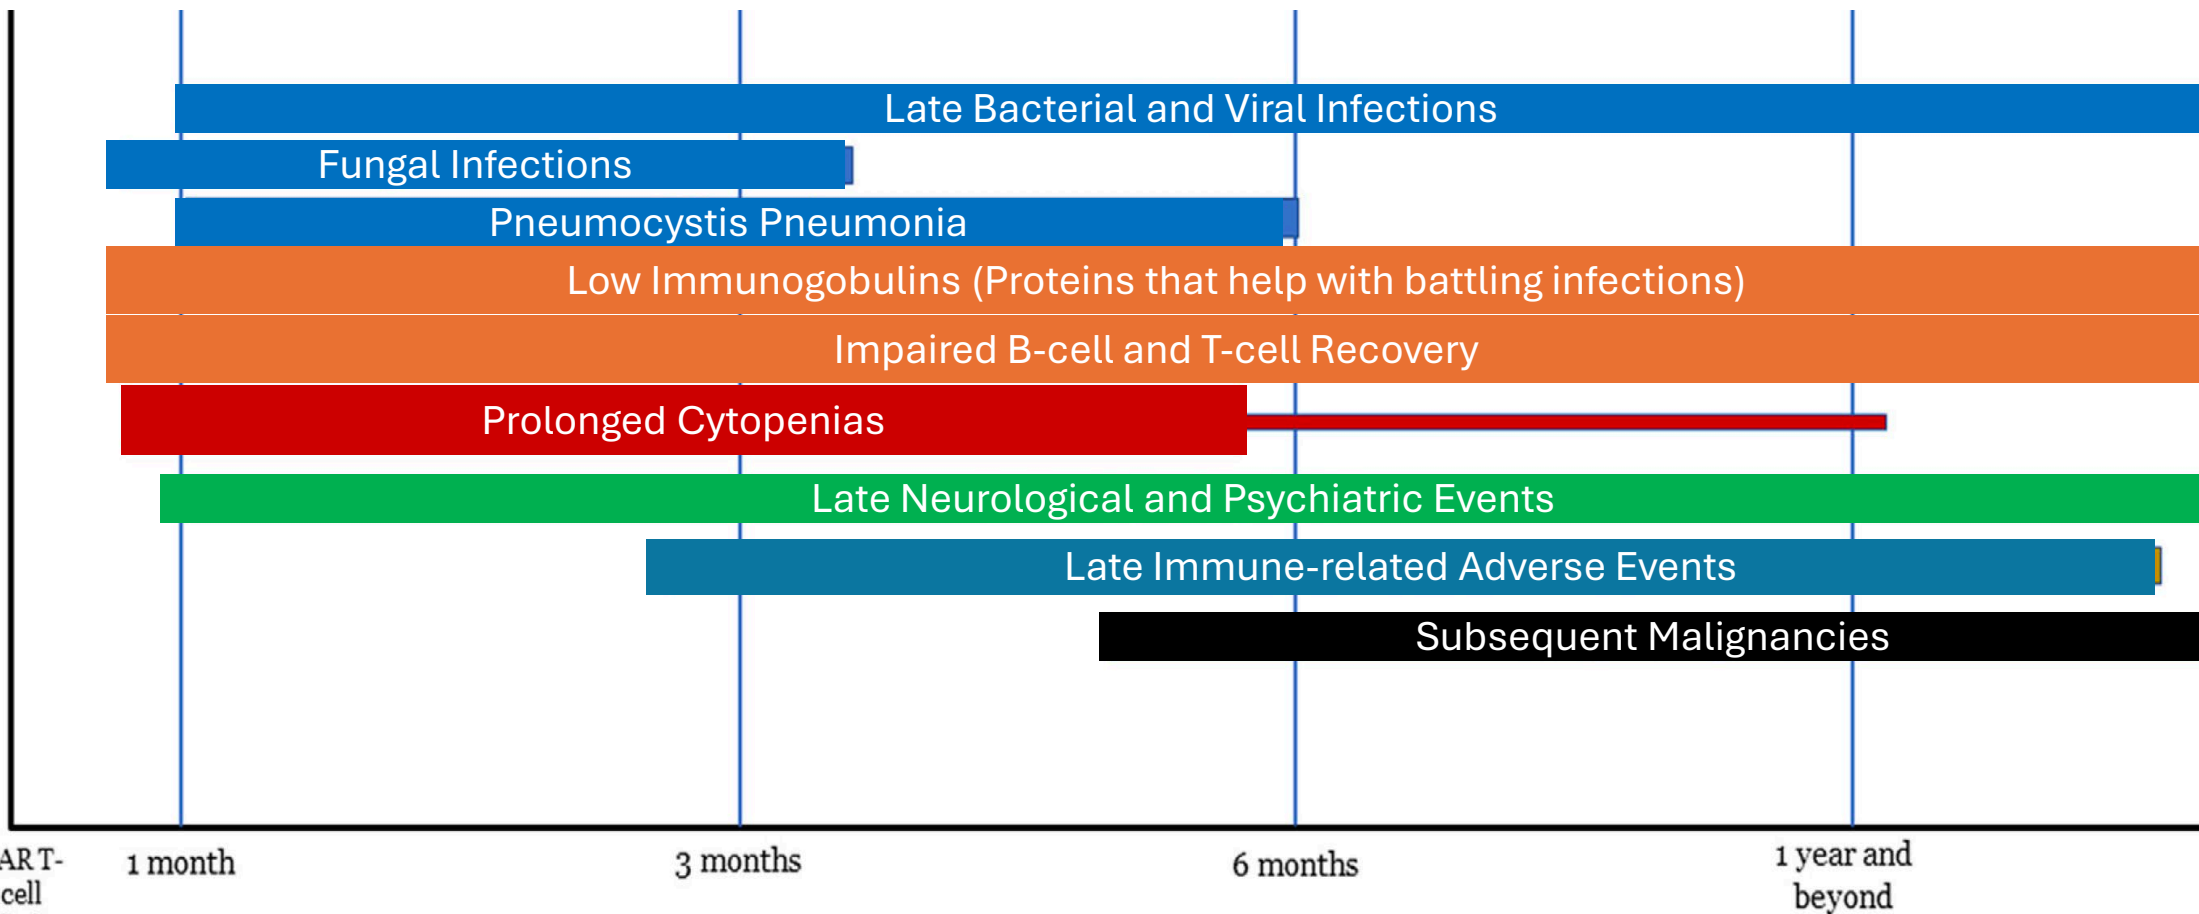 Late Bacterial and Viral Infections
Fungal Infections
Pneumocystis Pneumonia
Low Immunogobulins (Proteins that help with battling infections)
Impaired B-cell and T-cell Recovery
Prolonged Cytopenias
Late Neurological and Psychiatric Events
Late Immune-related Adverse Events
Subsequent Malignancies
AR T-
cell
1 month
3 months
6 months
1 year and
beyond